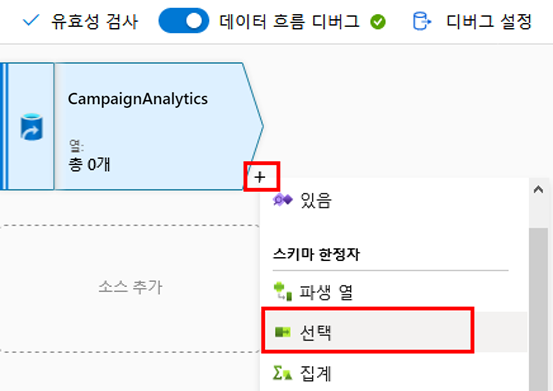 유효성 검사 데이터 흐름 디버그 디버그 설정
CampaignAnalytics
열:
총 0개
+
있음
스키마 한정자
소스 추가
파생 열
선택
집계